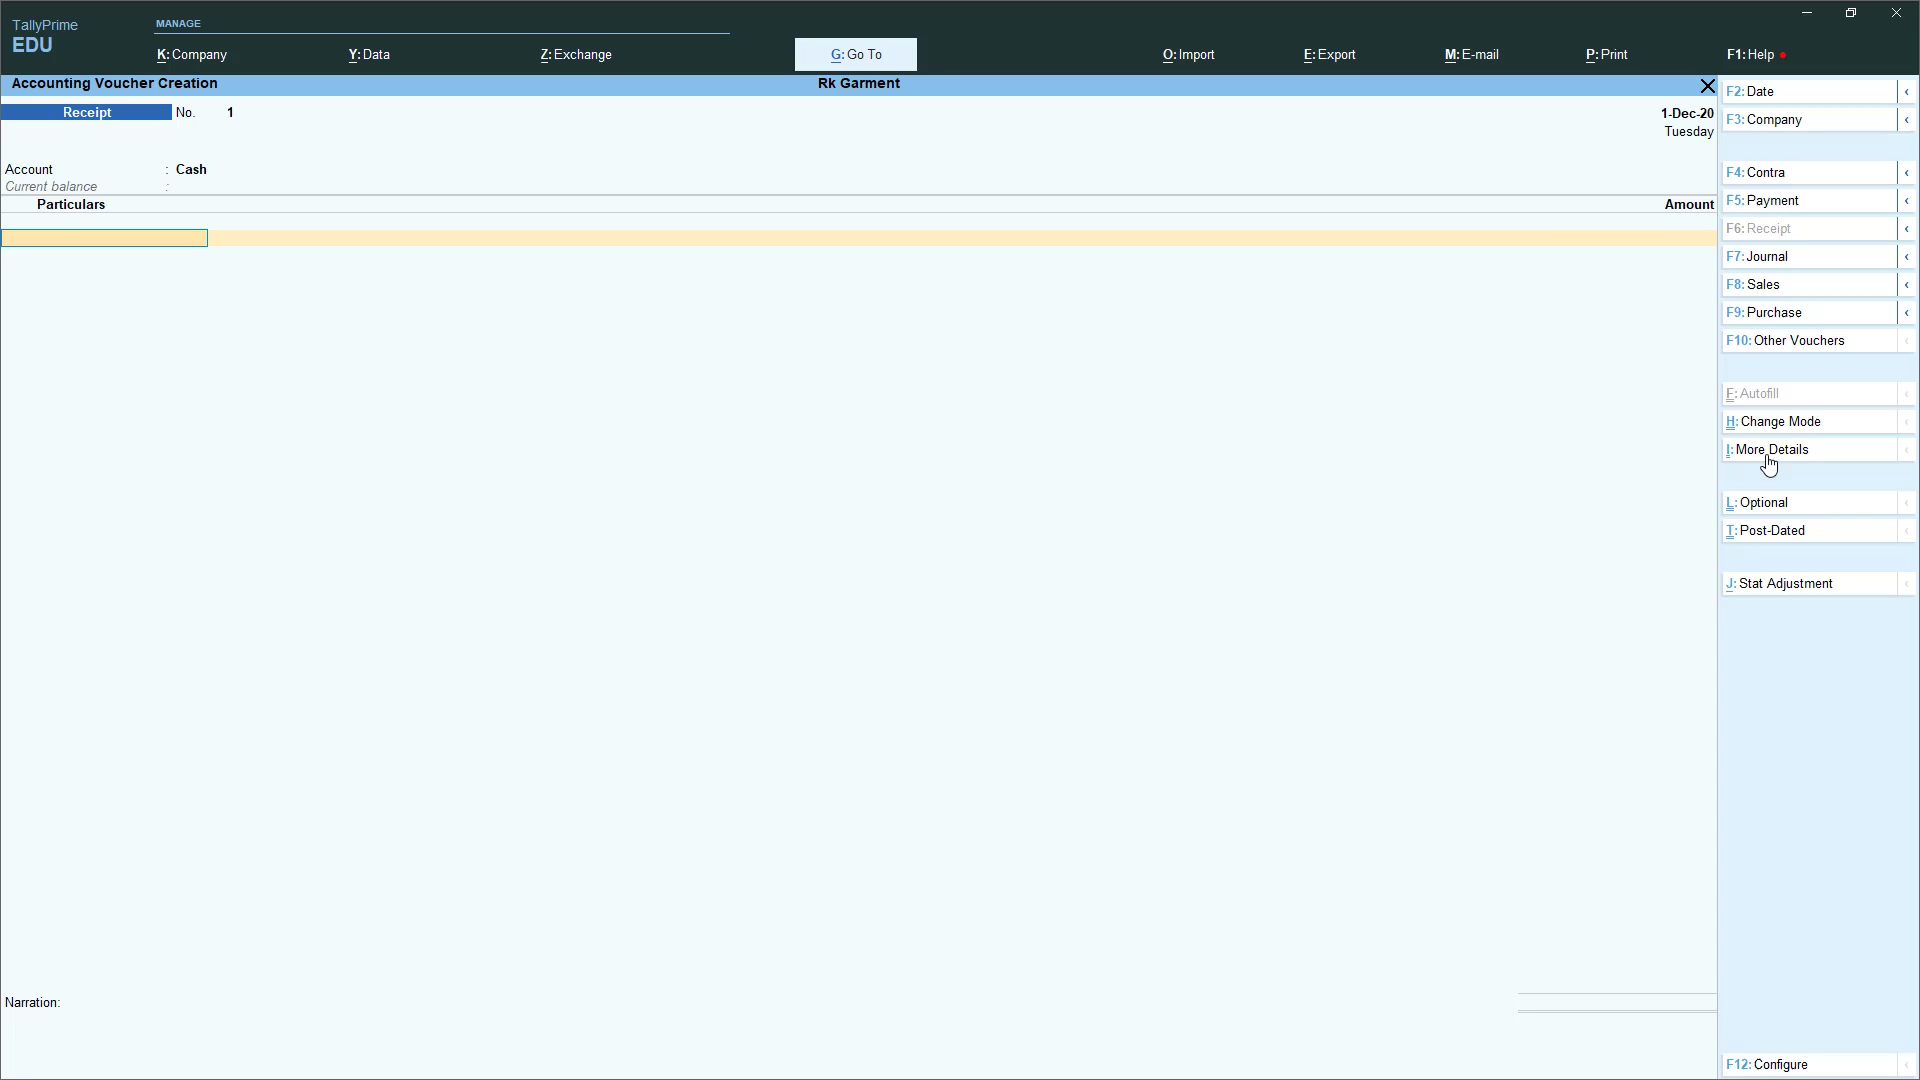 TallyPrime
EDU
MANAGE
K: Company
Y: Data
Z: Exchange
G: Go To
O: Import
E: Export
M: E-mail
P: Print
F1: Help
Accounting Voucher Creation
Rk Garment
Receipt No. 1
1-Dec-20
Tuesday
Account : Cash
Current balance :
Particulars
Amount
Narration:
F2: Date
F3: Company
F4: Contra
F5: Payment
F6: Receipt
F7: Journal
F8: Sales
F9: Purchase
F10: Other Vouchers
F: Autofill
H: Change Mode
I: More Details
L: Optional
T: Post-Dated
J: Stat Adjustment
F12: Configure